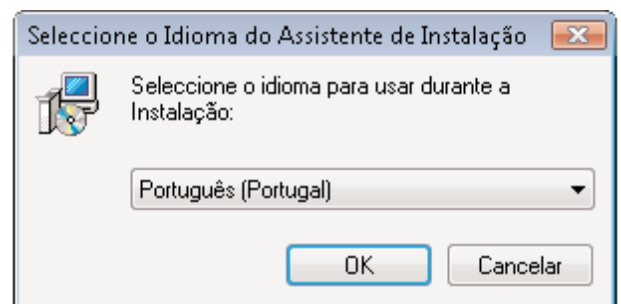 Seleccione o Idioma do Assistente de Instalação
Seleccione o idioma para usar durante a
Instalação:
Português (Portugal)
OK
Cancelar